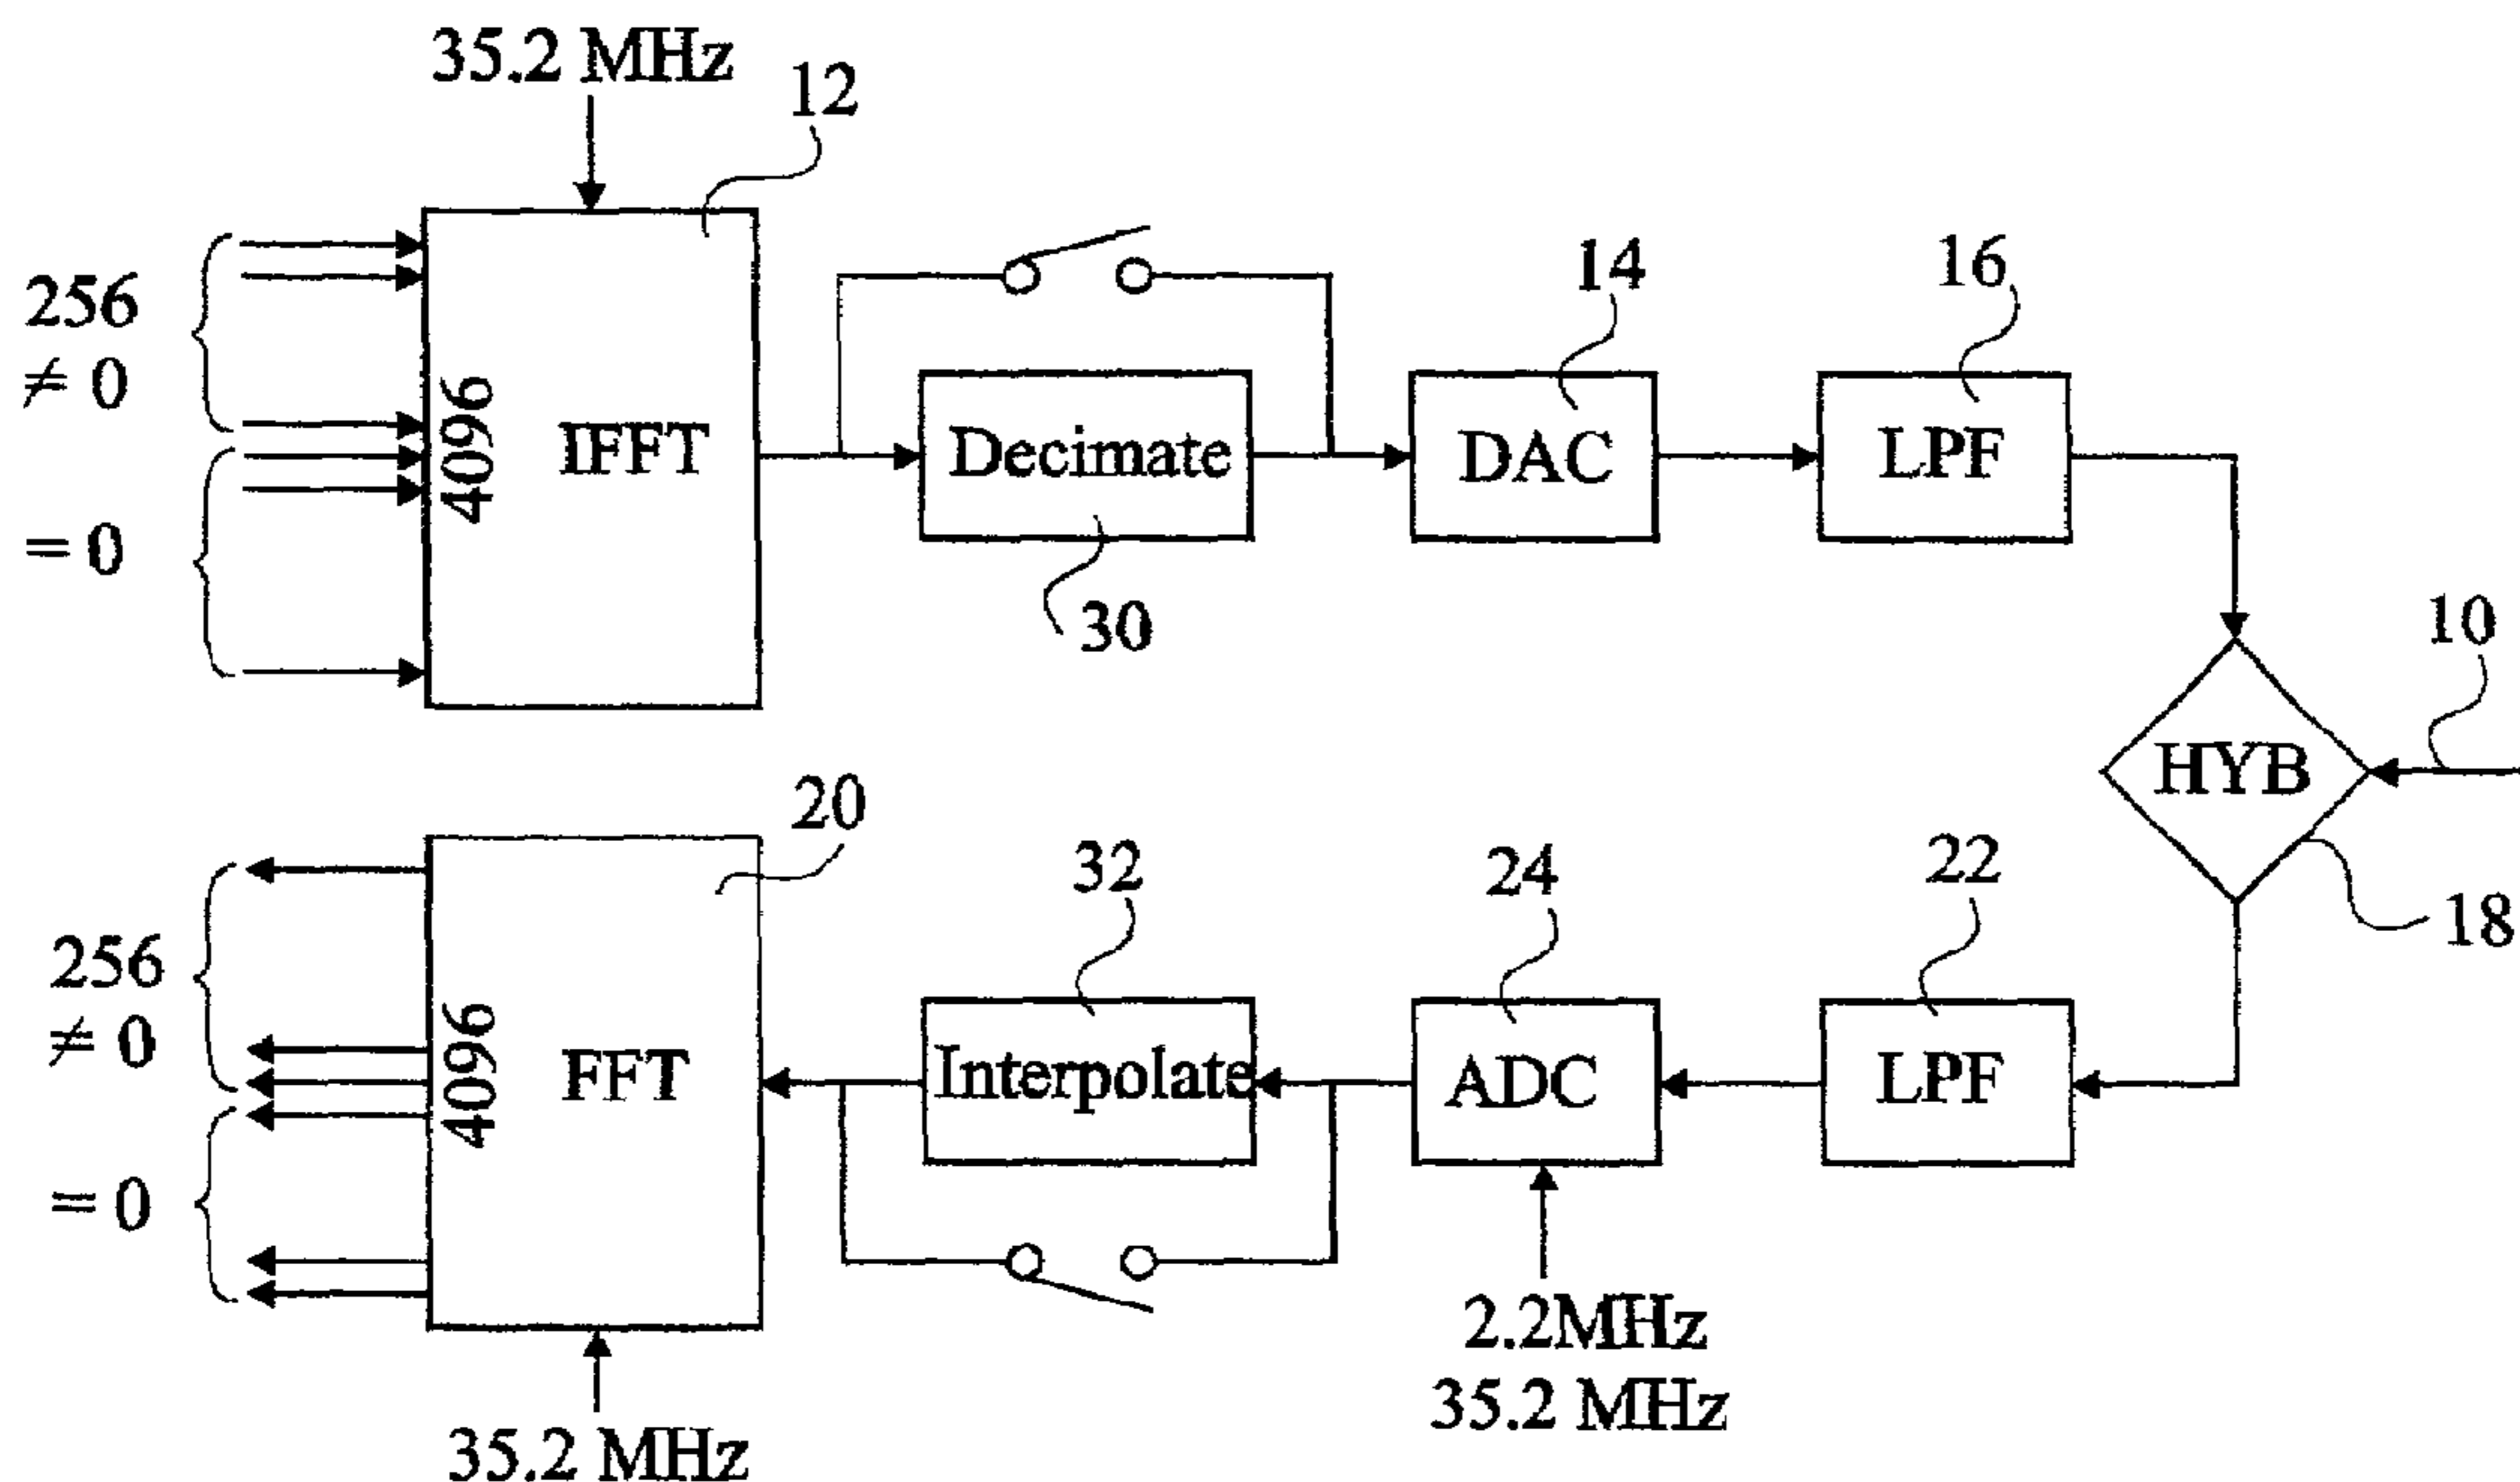 35.2 MHz
12
256
≠ 0
= 0
4096
IFFT
Decimate
30
14
DAC
16
LPF
10
HYB
18
20
256
≠ 0
= 0
4096
FFT
32
Interpolate
24
ADC
22
LPF
2.2MHz
35.2 MHz
35.2 MHz